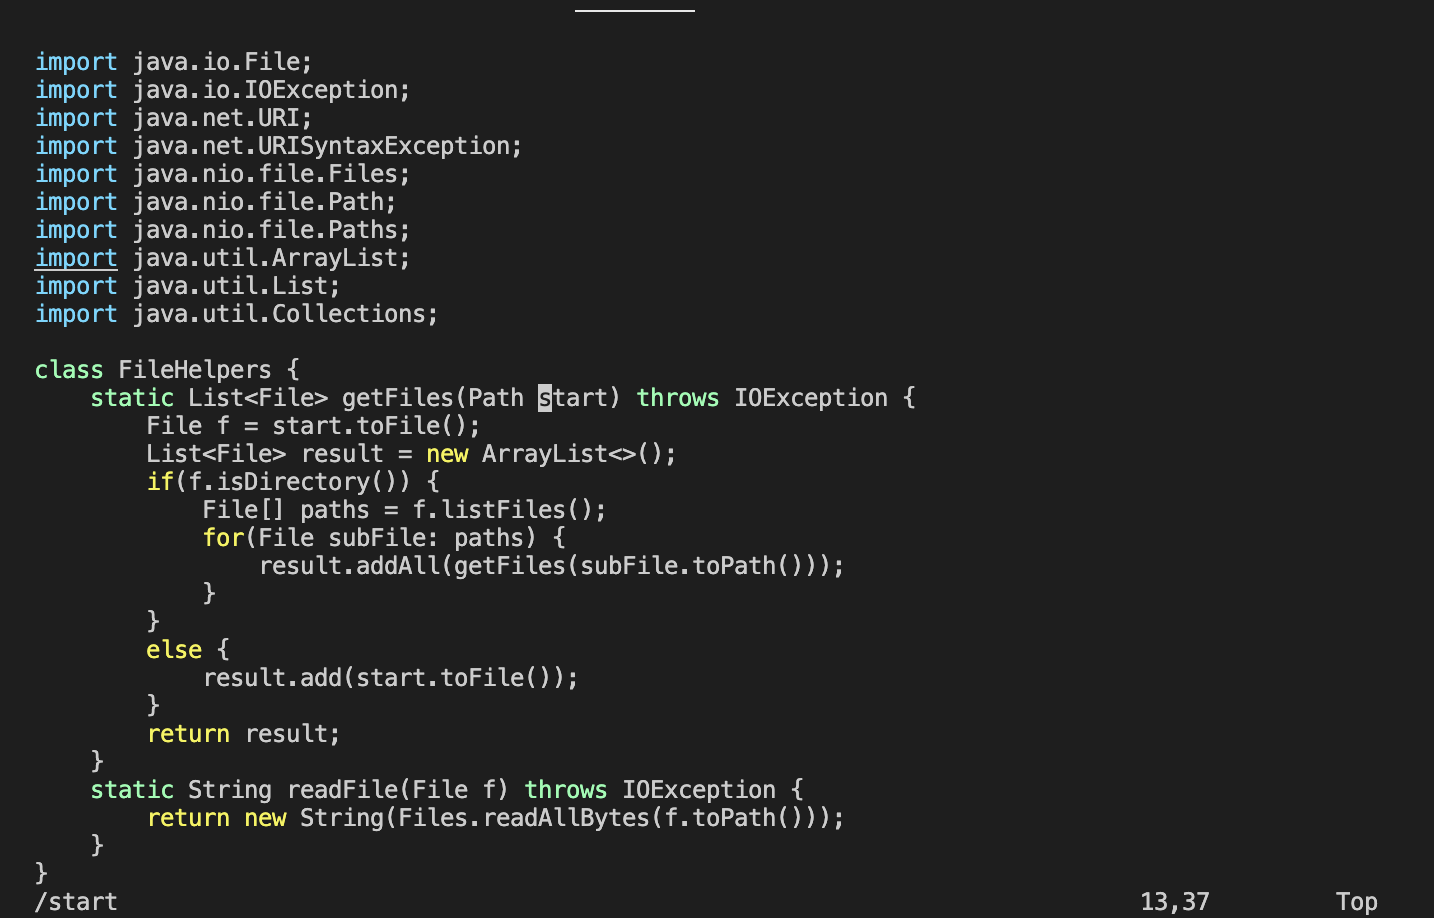 import java.io.File;
import java.io.IOException;
import java.net.URI;
import java.net.URISyntaxException;
import java.nio.file.Files;
import java.nio.file.Path;
import java.nio.file.Paths;
import java.util.ArrayList;
import java.util.List;
import java.util.Collections;

class FileHelpers {
    static List<File> getFiles(Path start) throws IOException {
        File f = start.toFile();
        List<File> result = new ArrayList<>();
        if(f.isDirectory()) {
            File[] paths = f.listFiles();
            for(File subFile: paths) {
                result.addAll(getFiles(subFile.toPath()));
            }
        }
        else {
            result.add(start.toFile());
        }
        return result;
    }
    static String readFile(File f) throws IOException {
        return new String(Files.readAllBytes(f.toPath()));
    }
}
/start 13,37 Top